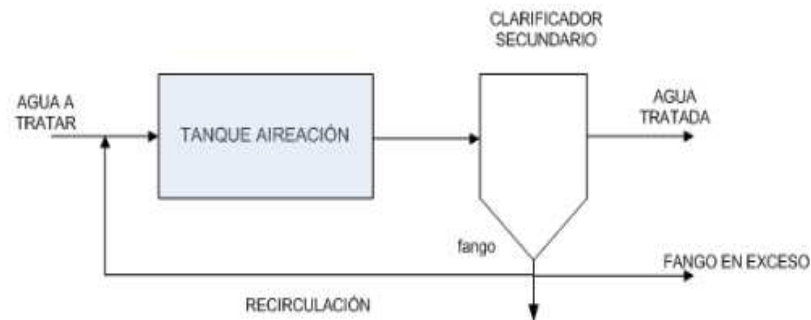 CLARIFICADOR
SECUNDARIO
AGUA A
TRATAR
TANQUE AIREACIÓN
AGUA
TRATADA
fango
FANGO EN EXCESO
RECIRCULACIÓN